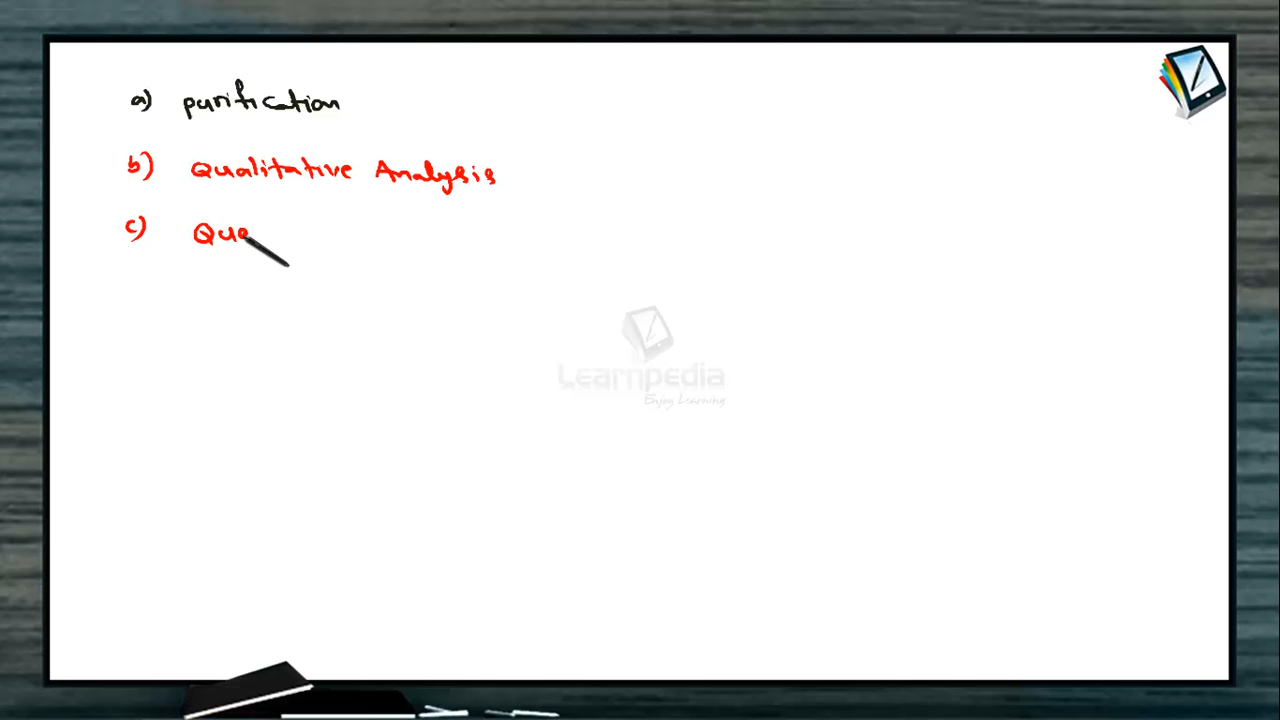 a) purification
b) Qualitative Analysis
c) Qua
Learnpedia
Enjoy Learning